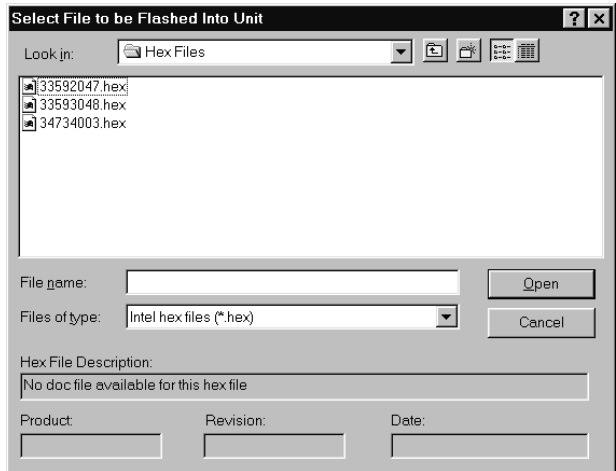 Select File to be Flashed Into Unit
Look in: Hex Files
33592047.hex
33593048.hex
34734003.hex
File name: Open
Files of type: Intel hex files (*.hex) Cancel
Hex File Description:
No doc file available for this hex file
Product: Revision: Date: